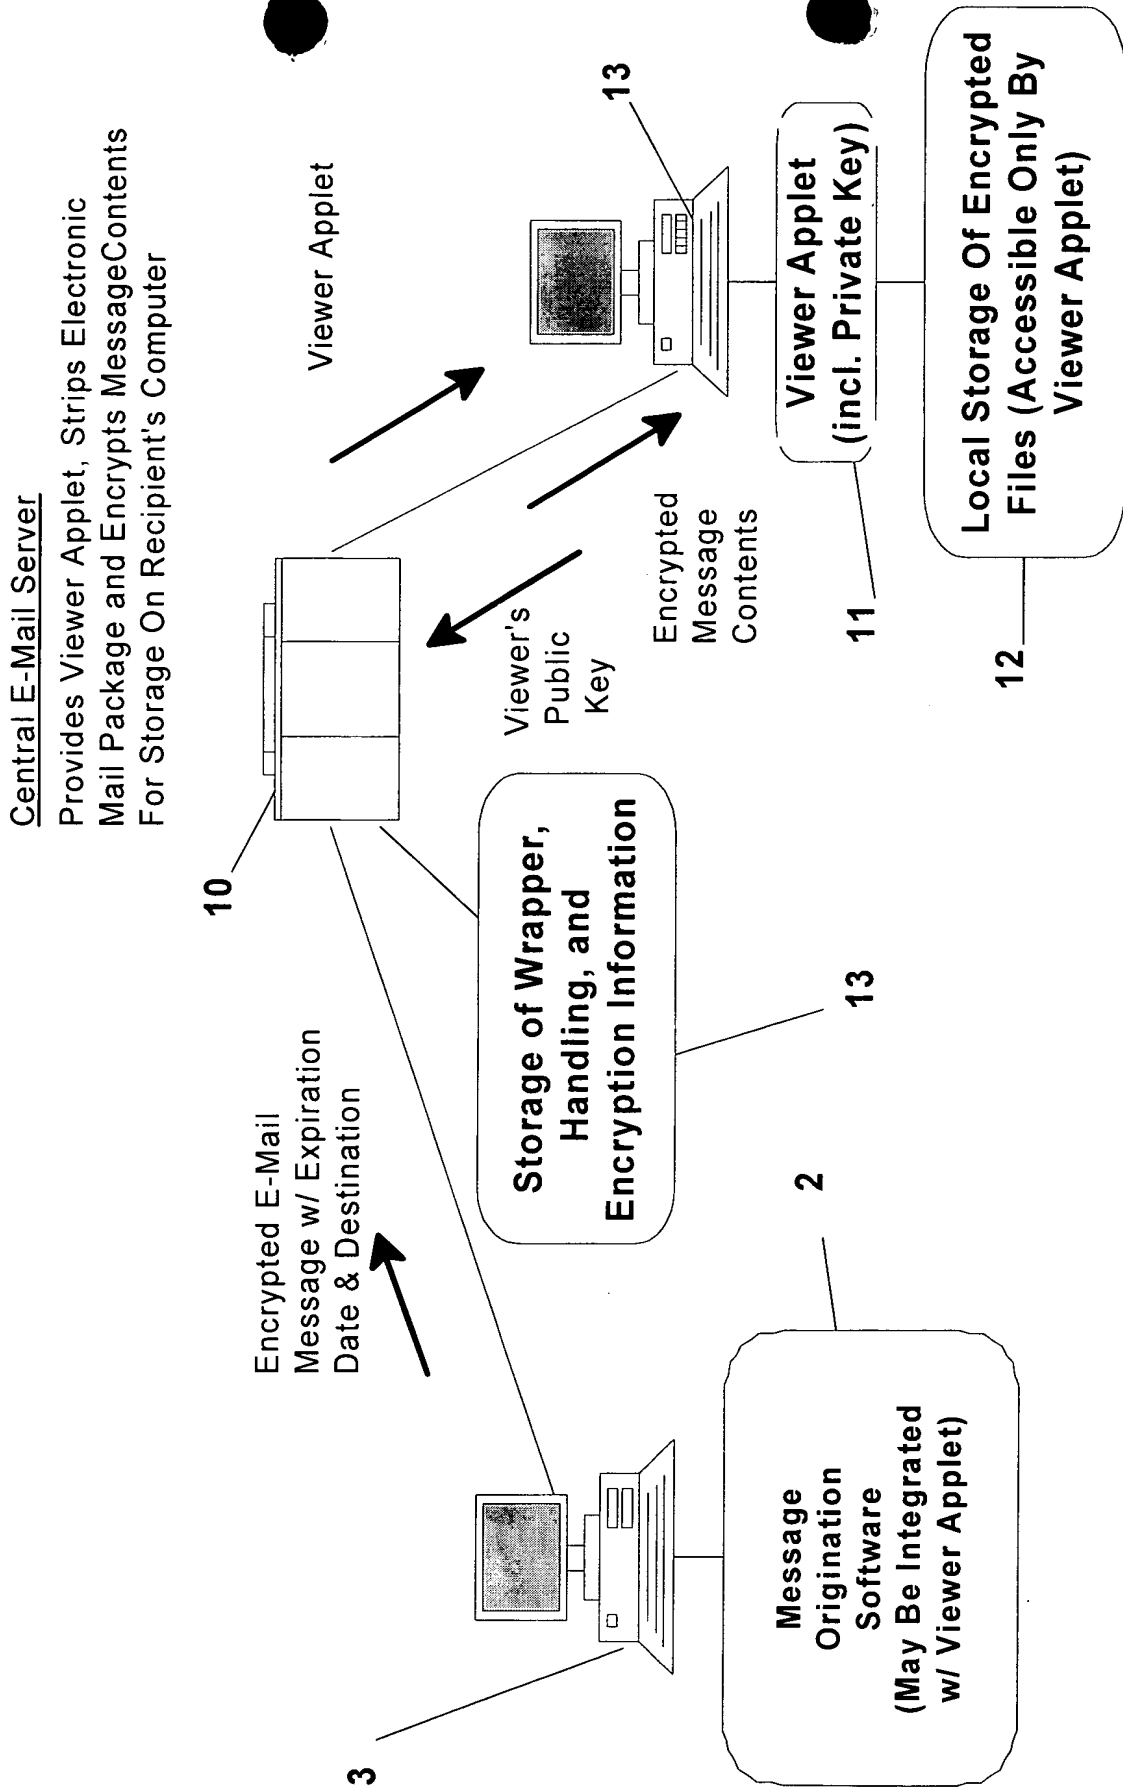 Central E-Mail Server
Provides Viewer Applet, Strips Electronic
Mail Package and Encrypts MessageContents
For Storage On Recipient's Computer
10
Encrypted E-Mail
Message w/ Expiration
Date & Destination
Viewer Applet
13
3
Storage of Wrapper,
Handling, and
Encryption Information
13
Viewer's
Public
Key
Encrypted
Message
Contents
Viewer Applet
(incl. Private Key)
11
Message
Origination
Software
(May Be Integrated
w/ Viewer Applet)
2
Local Storage Of Encrypted
Files (Accessible Only By
Viewer Applet)
12